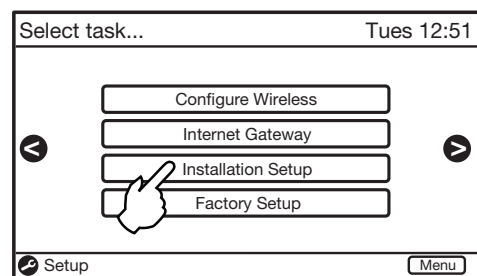 Select task... Tues 12:51
Configure Wireless
Internet Gateway
Installation Setup
Factory Setup
Setup Menu